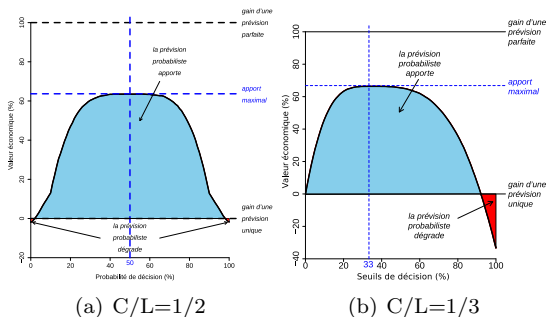 gain d'une
prévision
parfaite
la prévision
probabiliste
apporte
apport
maximal
gain d'une
prévision
unique
la prévision
probabiliste
dégrade
Valeur économique (%)
−20
0
20
40
60
80
100
0
20
40
50
60
80
100
Probabilité de décision (%)
(a) C/L=1/2
gain d'une
prévision
parfaite
la prévision
probabiliste
apporte
apport
maximal
gain d'une
prévision
unique
la prévision
probabiliste
dégrade
Valeur économique (%)
−40
−20
0
20
40
60
80
100
0
20
33
40
60
80
100
Seuils de décision (%)
(b) C/L=1/3